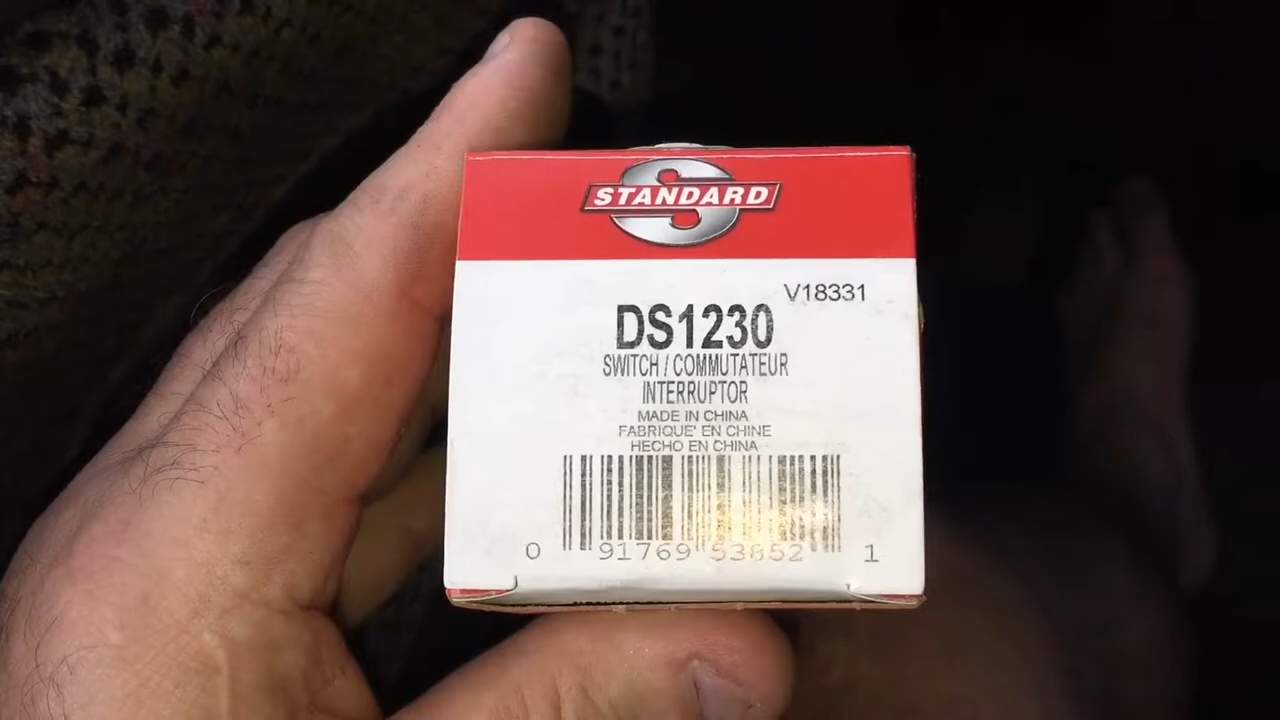 STANDARD
V18331
DS1230
SWITCH / COMMUTATEUR
INTERRUPTOR
MADE IN CHINA
FABRIQUE' EN CHINE
HECHO EN CHINA
0 91769 53852 1